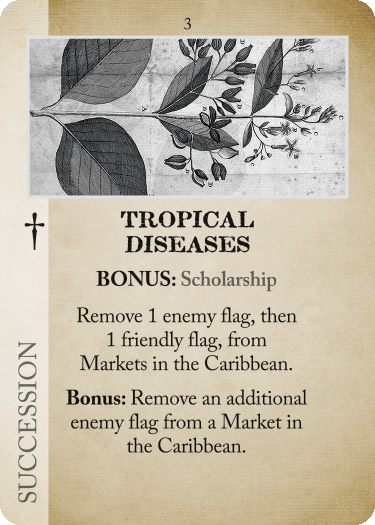 3
†
TROPICAL
DISEASES
BONUS: Scholarship
Remove 1 enemy flag, then
1 friendly flag, from
Markets in the Caribbean.
Bonus: Remove an additional
enemy flag from a Market in
the Caribbean.
SUCCESSION